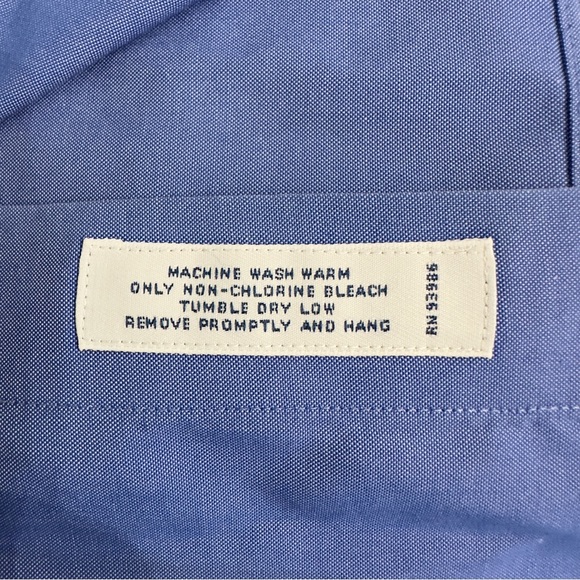 MACHINE WASH WARM
ONLY NON-CHLORINE BLEACH
TUMBLE DRY LOW
REMOVE PROMPTLY AND HANG
RN 93986